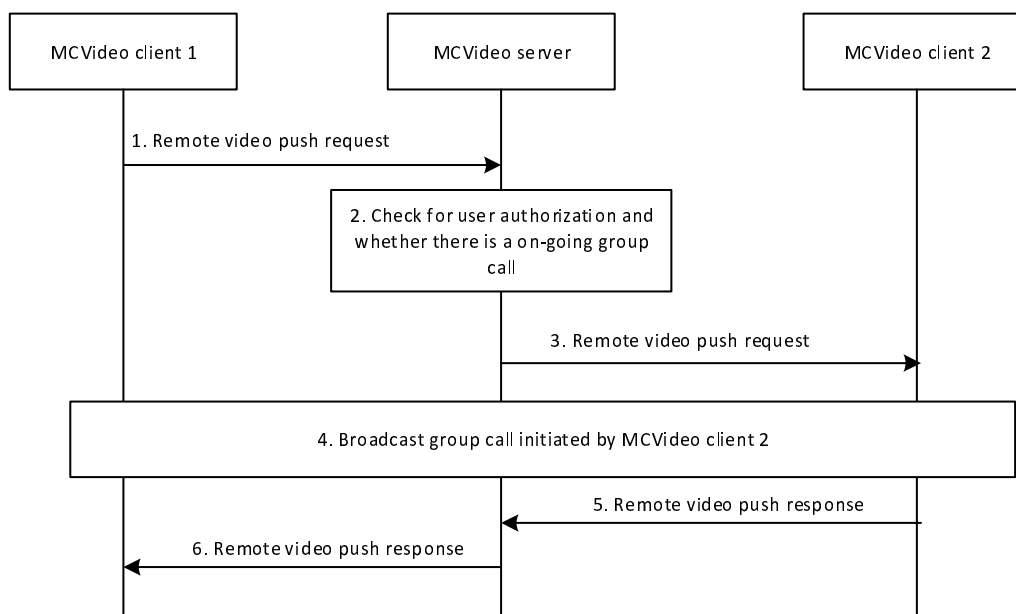 MCVideo client 1
MCVideo server
MCVideo client 2
1. Remote video push request
2. Check for user authorization and
whether there is a on-going group
call
3. Remote video push request
4. Broadcast group call initiated by MCVideo client 2
5. Remote video push response
6. Remote video push response